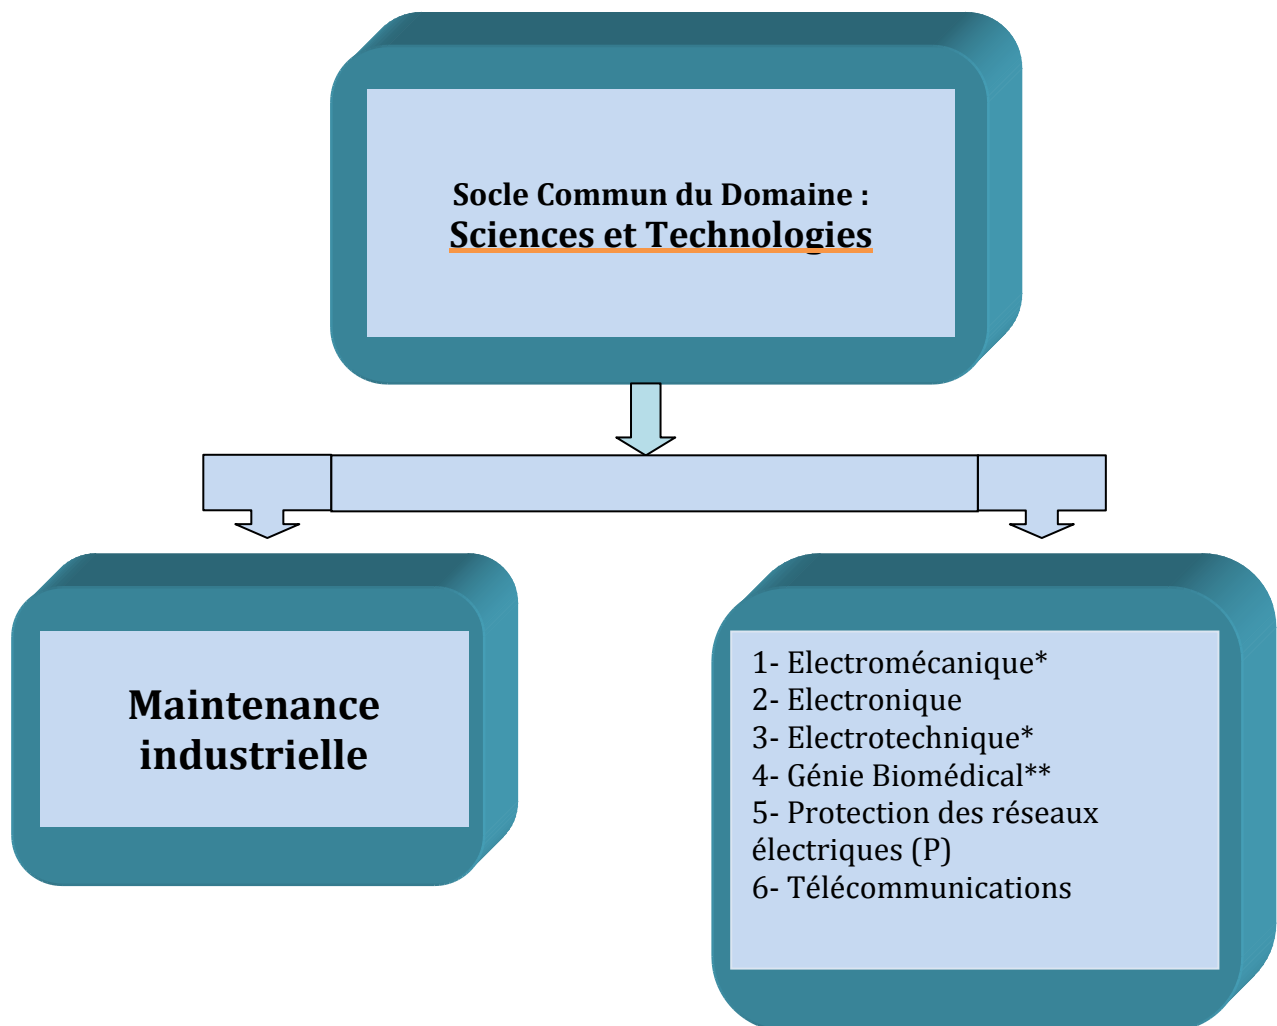 Socle Commun du Domaine :
Sciences et Technologies
Maintenance
industrielle
1- Electromécanique*
2- Electronique
3- Electrotechnique*
4- Génie Biomédical**
5- Protection des réseaux
électriques (P)
6- Télécommunications